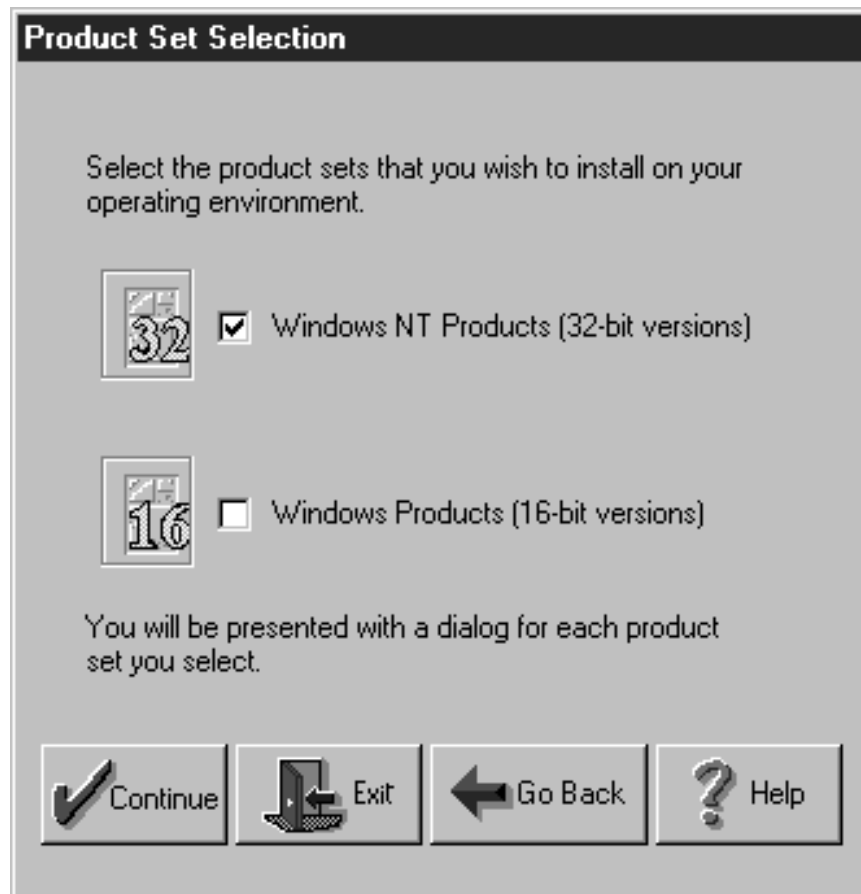 Product Set Selection
Select the product sets that you wish to install on your
operating environment.
32
Windows NT Products (32-bit versions)
16
Windows Products (16-bit versions)
You will be presented with a dialog for each product
set you select.
Continue
Exit
Go Back
Help